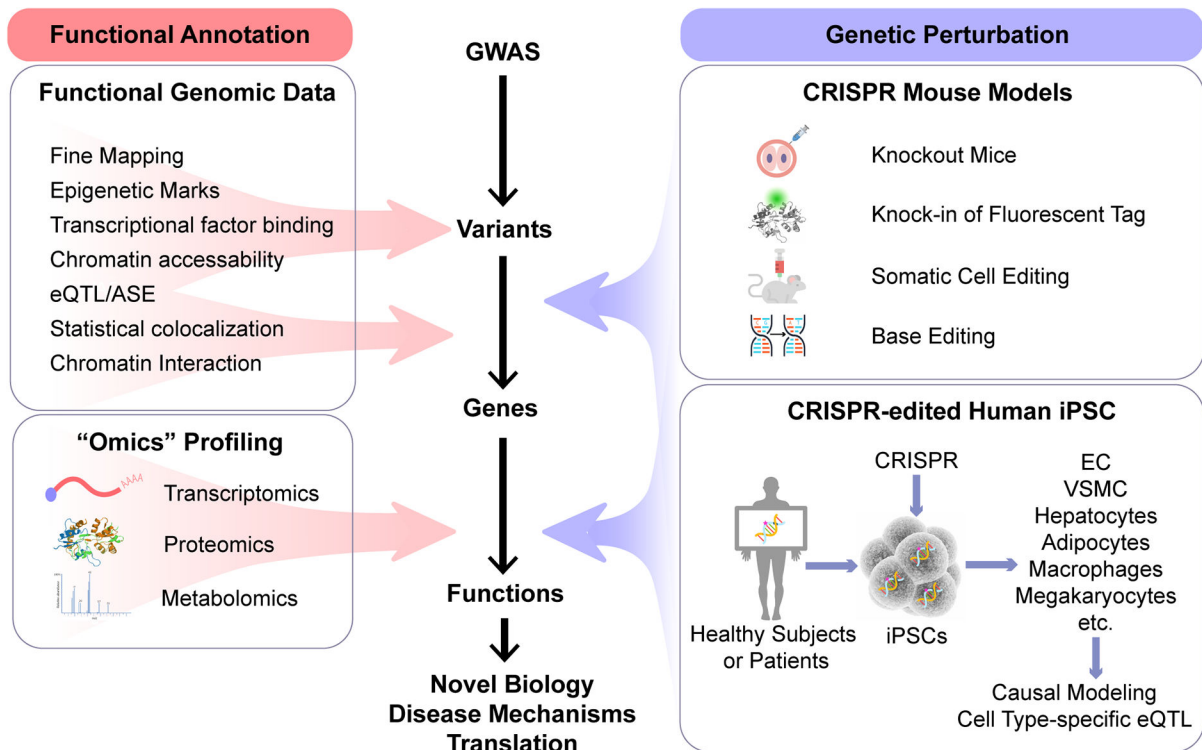 Functional Annotation
Functional Genomic Data
Fine Mapping
Epigenetic Marks
Transcriptional factor binding
Chromatin accessability
eQTL/ASE
Statistical colocalization
Chromatin Interaction
“Omics” Profiling
AAAA
Transcriptomics
Proteomics
Metabolomics
GWAS
Variants
Genes
Functions
Novel Biology
Disease Mechanisms
Translation
Genetic Perturbation
CRISPR Mouse Models
Knockout Mice
Knock-in of Fluorescent Tag
Somatic Cell Editing
Base Editing
CRISPR-edited Human iPSC
Healthy Subjects
or Patients
CRISPR
iPSCs
EC
VSMC
Hepatocytes
Adipocytes
Macrophages
Megakaryocytes
etc.
Causal Modeling
Cell Type-specific eQTL